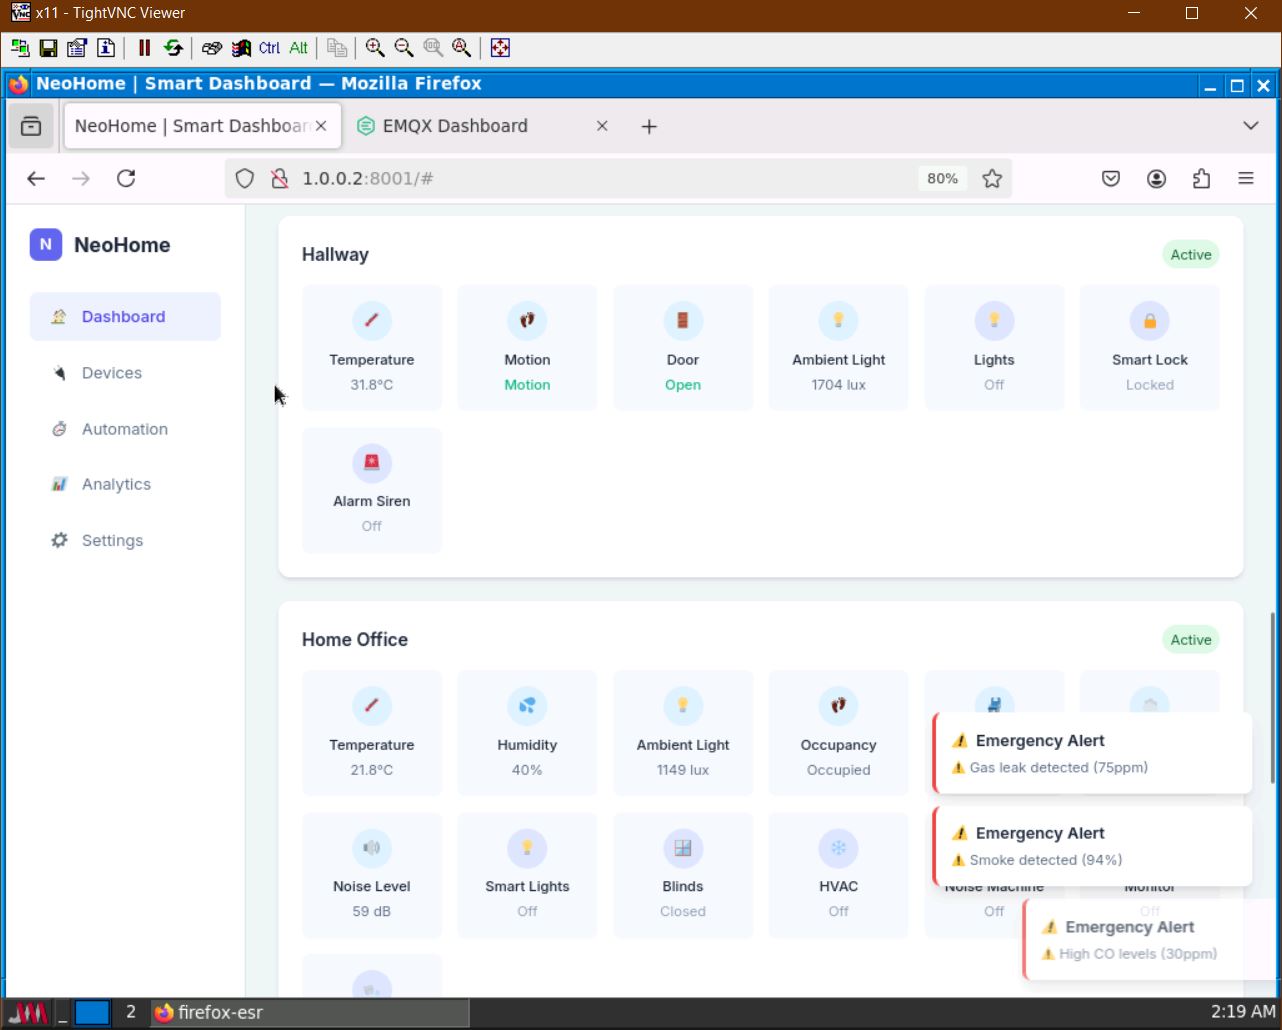 x11 - TightVNC Viewer
Ctrl Alt
NeoHome | Smart Dashboard — Mozilla Firefox
NeoHome | Smart Dashboar
EMQX Dashboard
1.0.0.2:8001/#
80%
N NeoHome
Dashboard
Devices
Automation
Analytics
Settings
Hallway
Active
Temperature
31.8°C
Motion
Motion
Door
Open
Ambient Light
1704 lux
Lights
Off
Smart Lock
Locked
Alarm Siren
Off
Home Office
Active
Temperature
21.8°C
Humidity
40%
Ambient Light
1149 lux
Occupancy
Occupied
Noise Level
59 dB
Smart Lights
Off
Blinds
Closed
HVAC
Off
Noise Machine
Off
Monitor
Off
Emergency Alert
Gas leak detected (75ppm)
Emergency Alert
Smoke detected (94%)
Emergency Alert
High CO levels (30ppm)
2
firefox-esr
2:19 AM